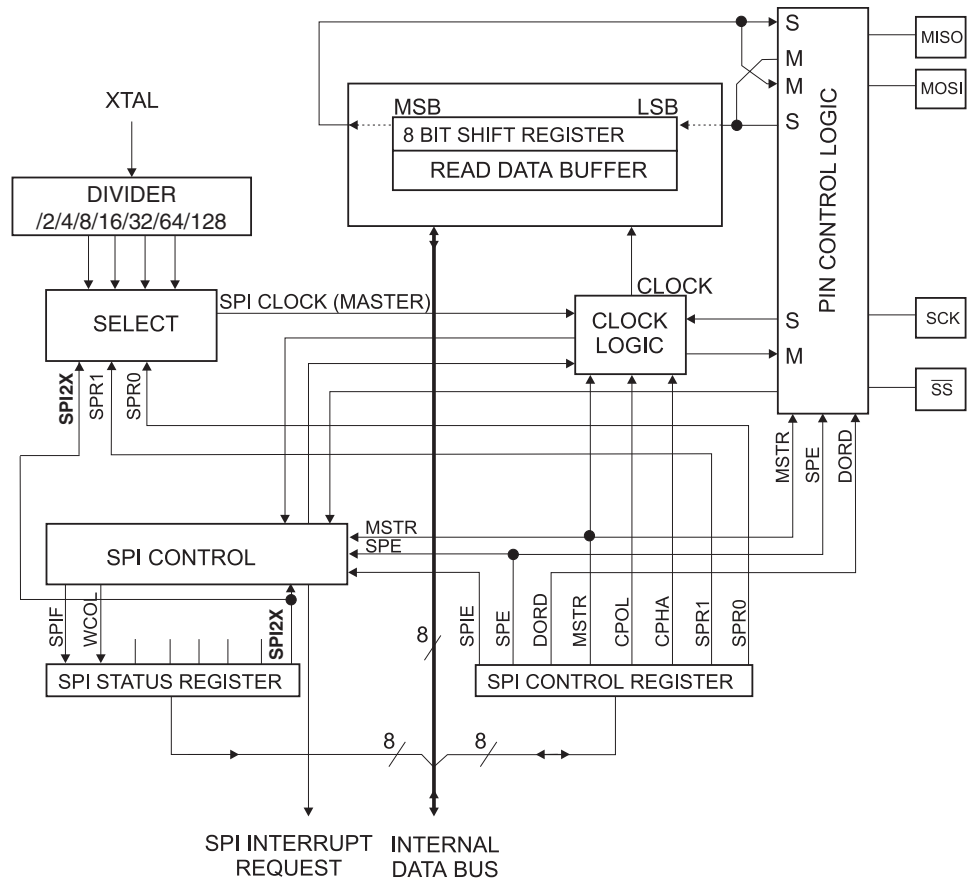 S
MISO
M
MOSI
M
S
XTAL
MSB
LSB
8 BIT SHIFT REGISTER
READ DATA BUFFER
DIVIDER
/2/4/8/16/32/64/128
PIN CONTROL LOGIC
SPI CLOCK (MASTER)
CLOCK
SELECT
CLOCK
LOGIC
S
M
SCK
SS
SPI2X
SPR1
SPR0
MSTR
SPE
DORD
SPI CONTROL
MSTR
SPE
SPIF
WCOL
SPI2X
8
SPIE
SPE
DORD
MSTR
CPOL
CPHA
SPR1
SPR0
SPI STATUS REGISTER
SPI CONTROL REGISTER
8
8
SPI INTERRUPT
REQUEST
INTERNAL
DATA BUS